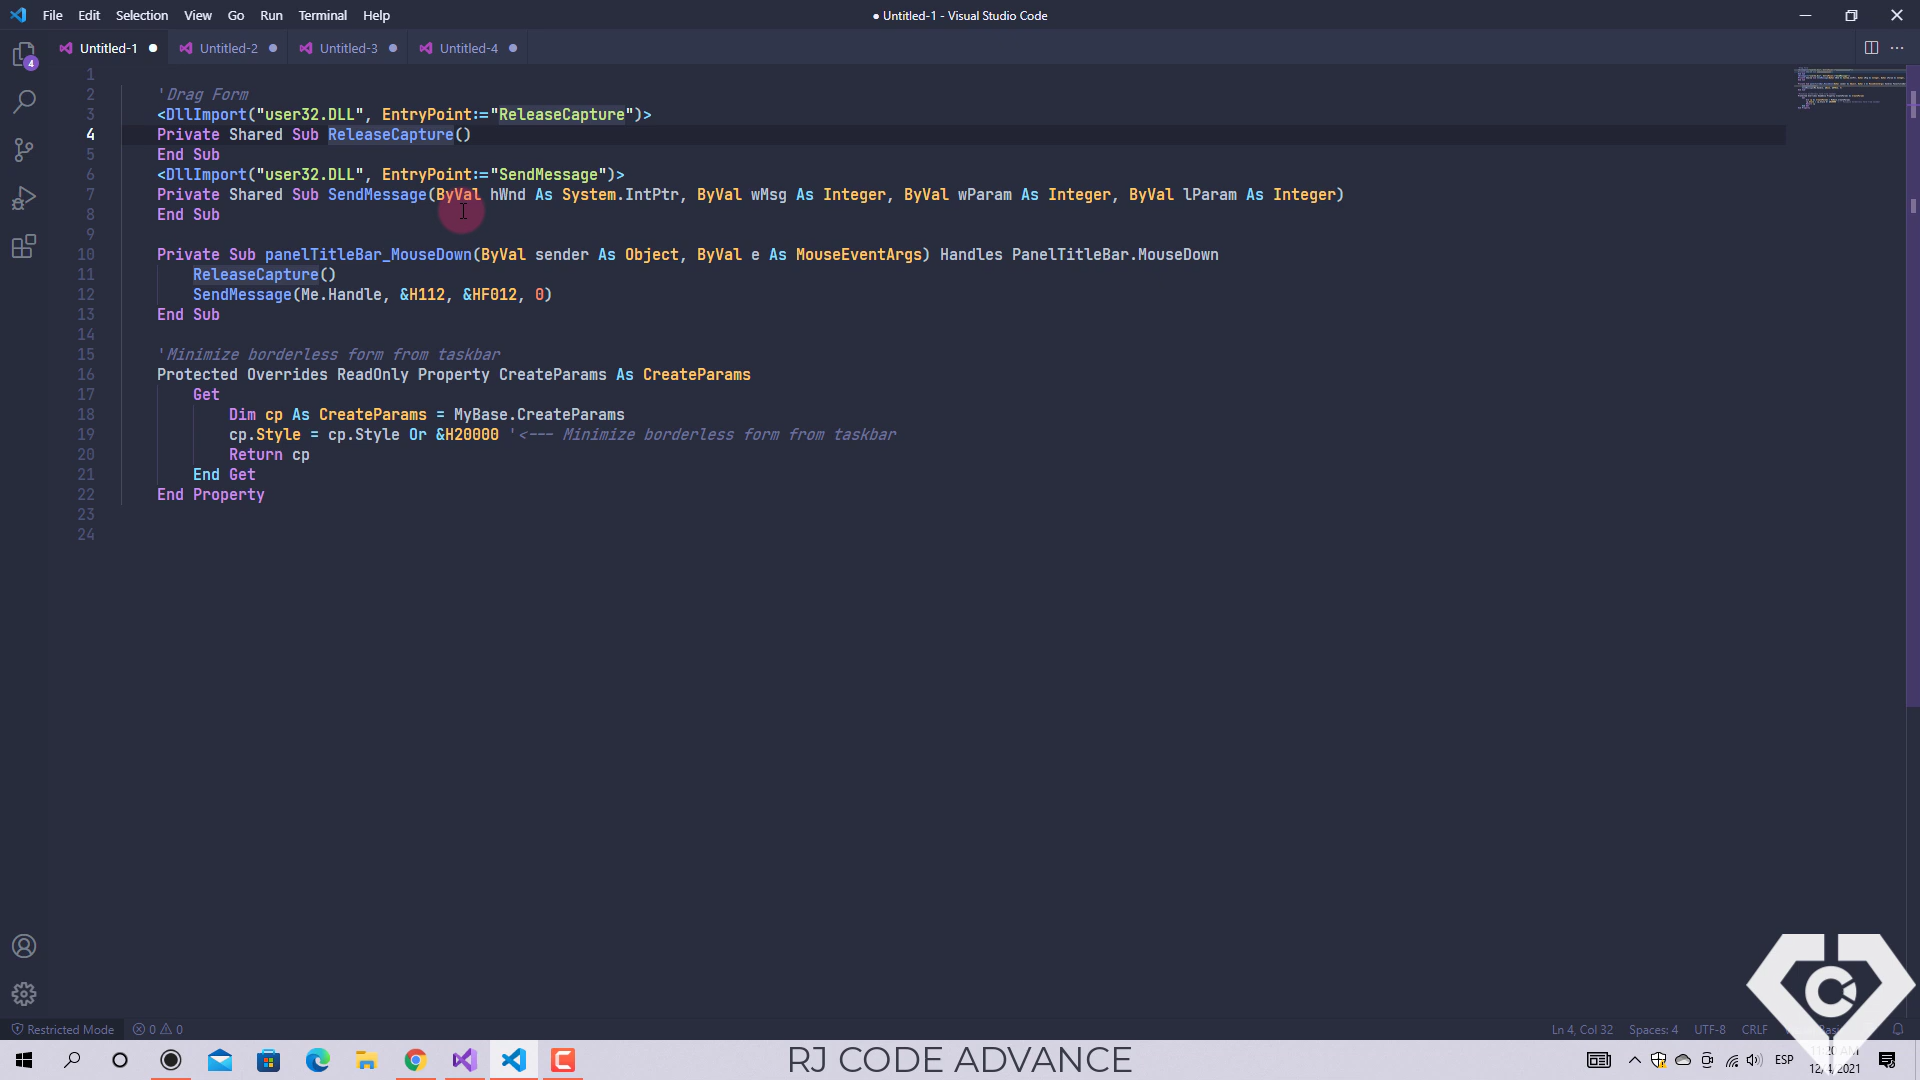 File Edit Selection View Go Run Terminal Help
● Untitled-1 - Visual Studio Code
Untitled-1 ● Untitled-2 ● Untitled-3 ● Untitled-4 ●
4
1
2 'Drag Form
3 <DllImport("user32.DLL", EntryPoint:="ReleaseCapture")>
4 Private Shared Sub ReleaseCapture()
5 End Sub
6 <DllImport("user32.DLL", EntryPoint:="SendMessage")>
7 Private Shared Sub SendMessage(ByVal hWnd As System.IntPtr, ByVal wMsg As Integer, ByVal wParam As Integer, ByVal lParam As Integer)
8 End Sub
9
10 Private Sub panelTitleBar_MouseDown(ByVal sender As Object, ByVal e As MouseEventArgs) Handles PanelTitleBar.MouseDown
11 ReleaseCapture()
12 SendMessage(Me.Handle, &H112, &HF012, 0)
13 End Sub
14
15 'Minimize borderless form from taskbar
16 Protected Overrides ReadOnly Property CreateParams As CreateParams
17 Get
18 Dim cp As CreateParams = MyBase.CreateParams
19 cp.Style = cp.Style Or &H20000 '<--- Minimize borderless form from taskbar
20 Return cp
21 End Get
22 End Property
23
24
Restricted Mode 0 0
Ln 4, Col 32 Spaces: 4 UTF-8 CRLF
RJ CODE ADVANCE
ESP
12/4/2021